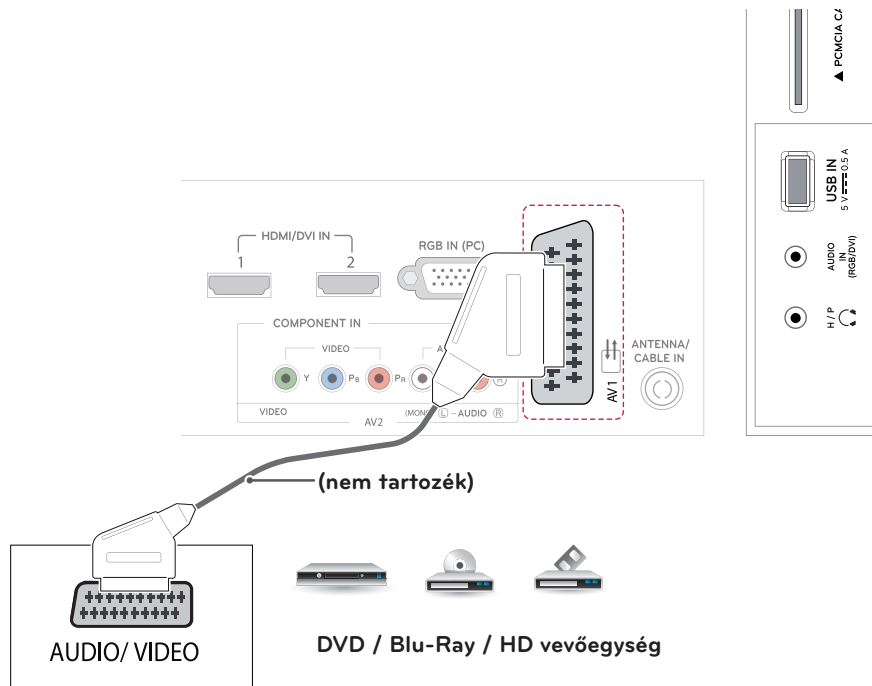 ▲ PCMCIA CA
USB IN
5 V 0.5 A
AUDIO
IN
(RGB/DVI)
H / P
HDMI/DVI IN
1 2
RGB IN (PC)
COMPONENT IN
VIDEO A
Y PB PR R
VIDEO (MONO) L – AUDIO R
AV2
AV1
ANTENNA/
CABLE IN
(nem tartozék)
AUDIO/ VIDEO
DVD / Blu-Ray / HD vevőegység